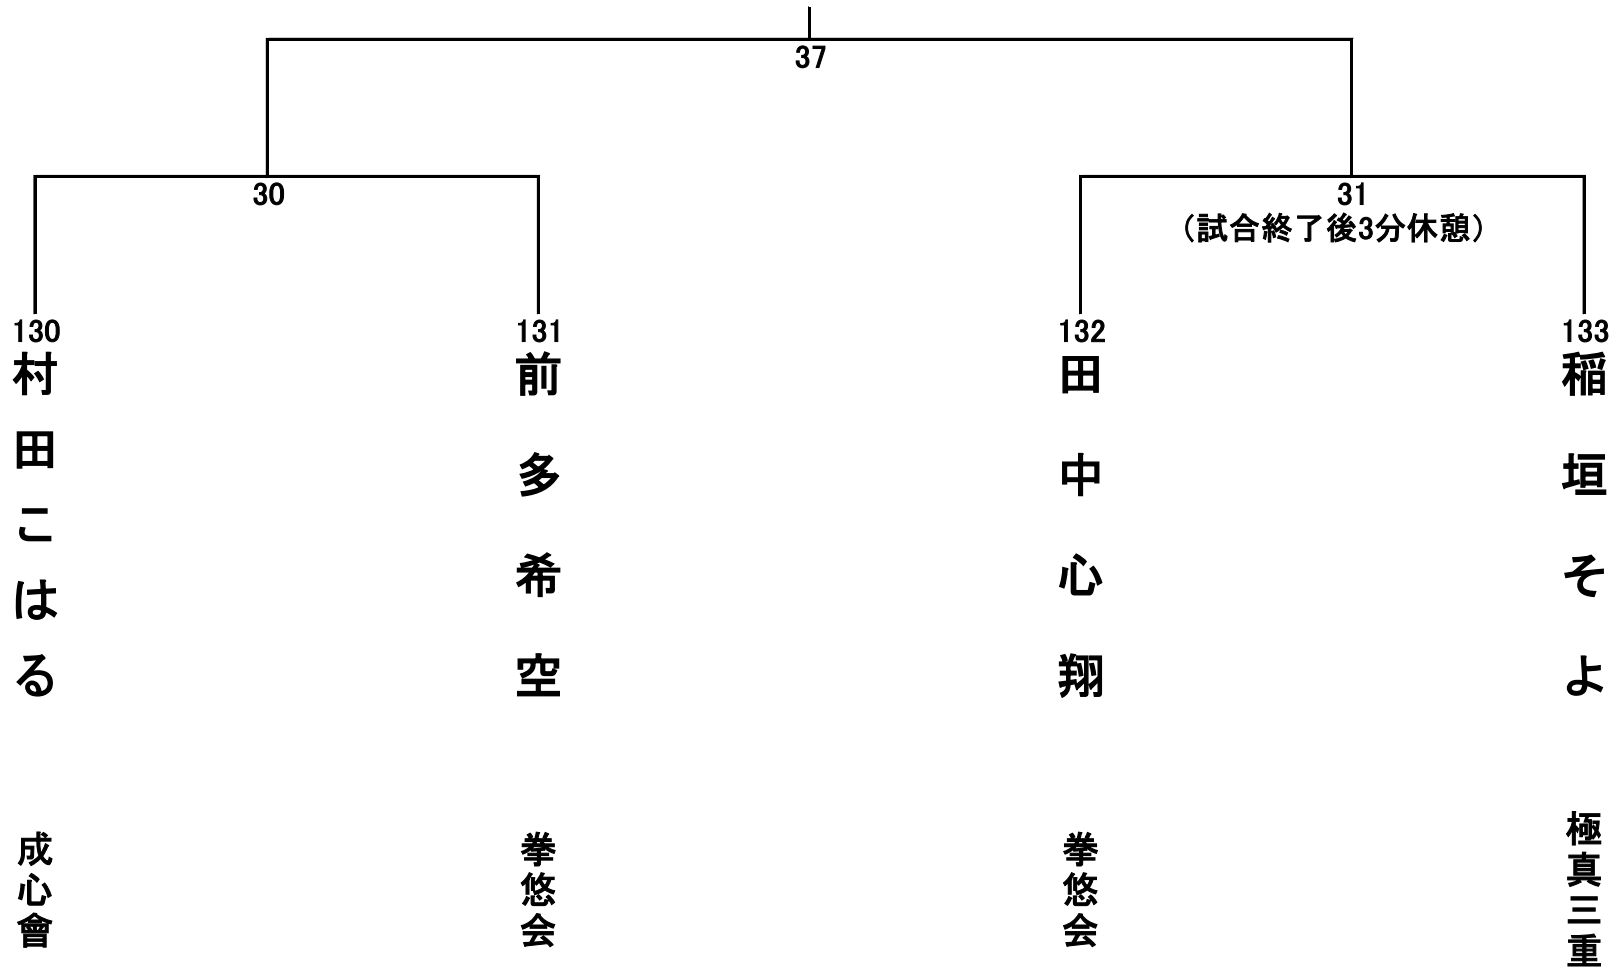 37
30
31
（試合終了後3分休憩）
130
村田こはる
成心會
131
前多希空
拳悠会
132
田中心翔
拳悠会
133
稲垣そよ
極真三重